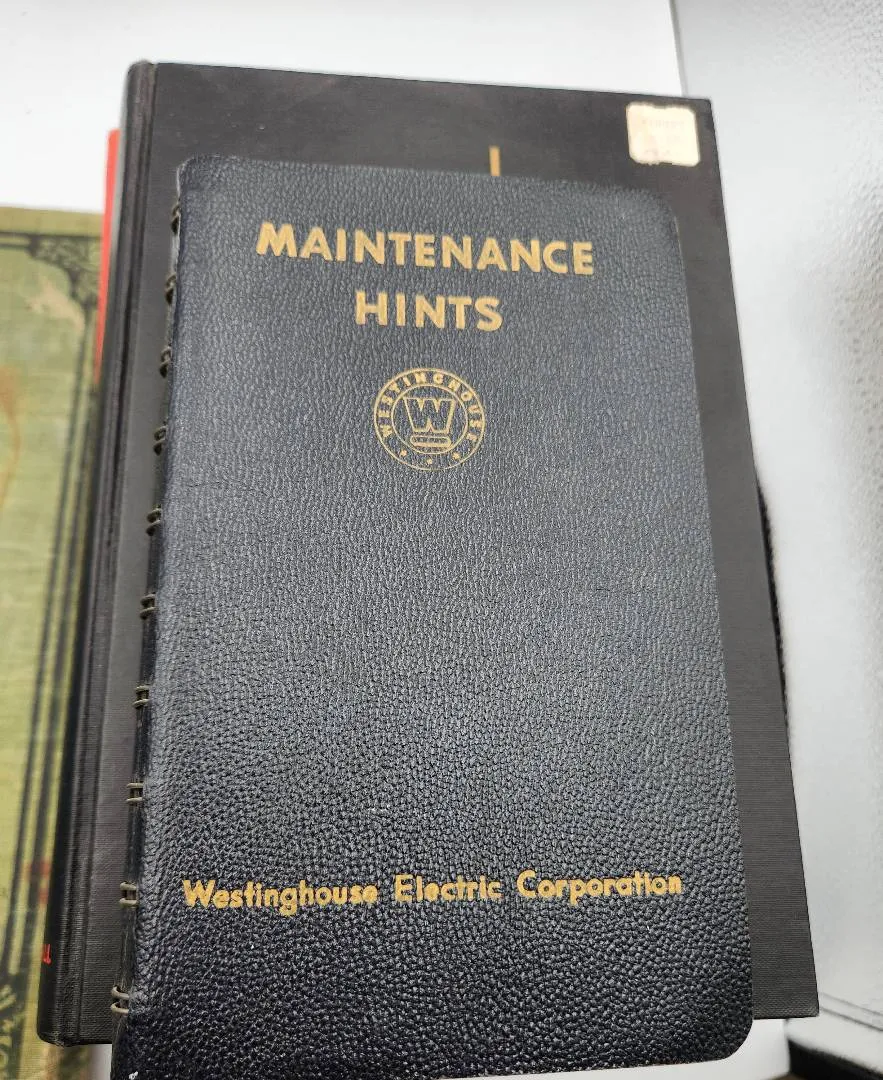 MAINTENANCE
HINTS
WESTINGHOUSE
W
Westinghouse Electric Corporation